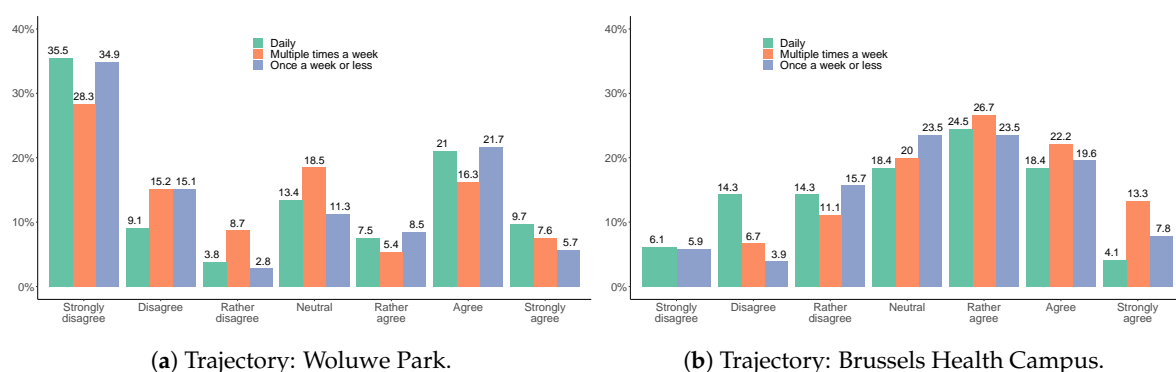 40%
30%
20%
10%
0%
Daily
Multiple times a week
Once a week or less
35.5 28.3 34.9
9.1 15.2 15.1
3.8 8.7 2.8
13.4 18.5 11.3
7.5 5.4 8.5
21 16.3 21.7
9.7 7.6 5.7
Strongly disagree
Disagree
Rather disagree
Neutral
Rather agree
Agree
Strongly agree
(a) Trajectory: Woluwe Park.
40%
30%
20%
10%
0%
Daily
Multiple times a week
Once a week or less
6.1 5.9
14.3 6.7 3.9
14.3 11.1 15.7
18.4 20 23.5
24.5 26.7 23.5
18.4 22.2 19.6
4.1 13.3 7.8
Strongly disagree
Disagree
Rather disagree
Neutral
Rather agree
Agree
Strongly agree
(b) Trajectory: Brussels Health Campus.